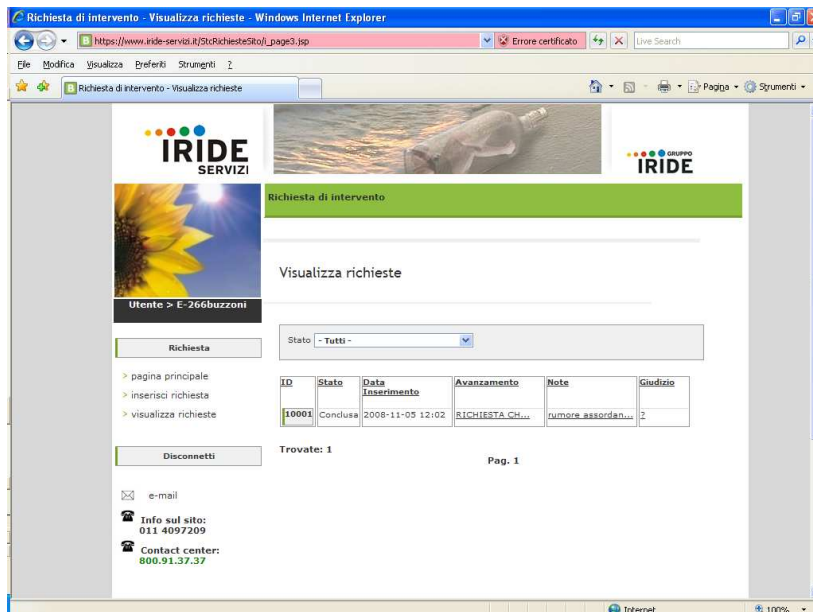 Richiesta di intervento - Visualizza richieste - Windows Internet Explorer
https://www.iride-servizi.it/StcRichiesteSito/i_page3.jsp
Errore certificato
Live Search
File Modifica Visualizza Preferiti Strumenti ?
Richiesta di intervento - Visualizza richieste
Pagina
Strumenti
IRIDE
SERVIZI
GRUPPO
IRIDE
Richiesta di intervento
Visualizza richieste
Utente > E-266buzzoni
Stato - Tutti -
Richiesta
> pagina principale
> inserisci richiesta
> visualizza richieste
ID Stato Data Inserimento Avanzamento Note Giudizio
10001 Conclusa 2008-11-05 12:02 RICHIESTA CH... rumore assordan... ?
Trovate: 1
Pag. 1
Disconnetti
e-mail
Info sul sito:
011 4097209
Contact center:
800.91.37.37
Internet
100%